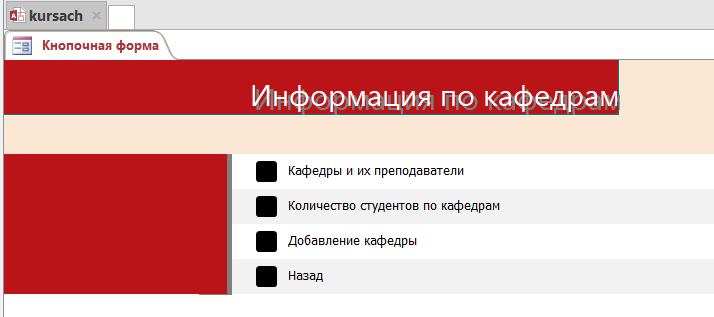 kursach
Кнопочная форма
Информация по кафедрам
Кафедры и их преподаватели
Количество студентов по кафедрам
Добавление кафедры
Назад